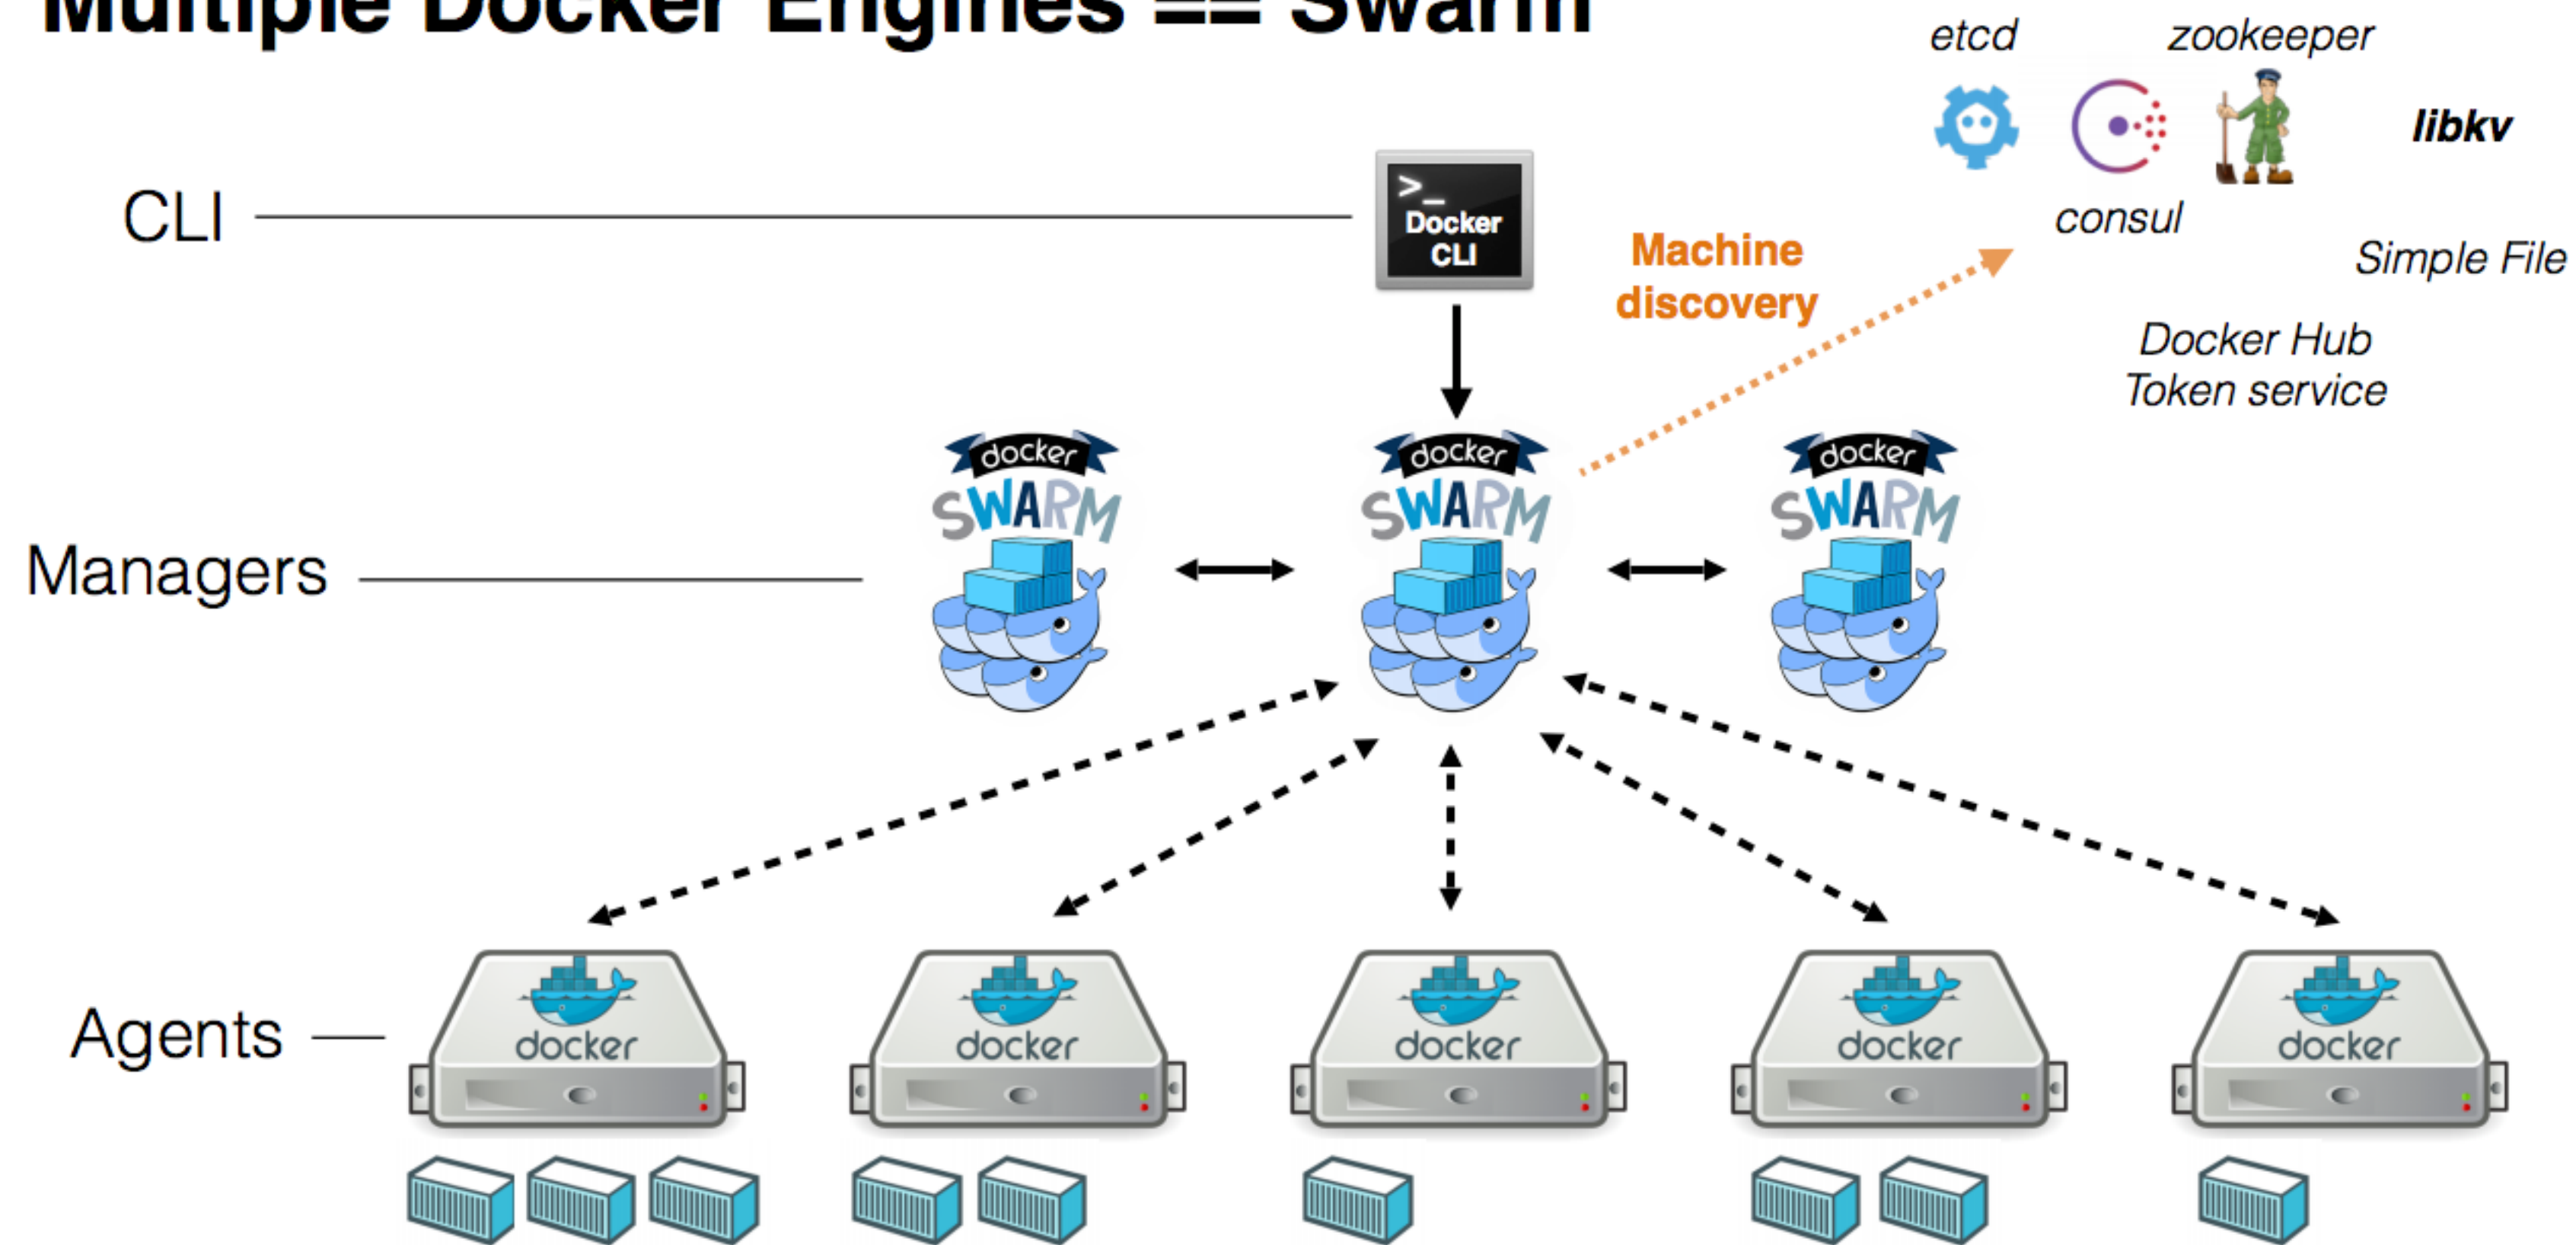 Multiple Docker Engines == Swarm
etcd
zookeeper
libkv
consul
Simple File
Docker Hub
Token service
CLI
>_
Docker
CLI
Machine
discovery
docker
SWARM
docker
SWARM
docker
SWARM
Managers
Agents
docker
docker
docker
docker
docker